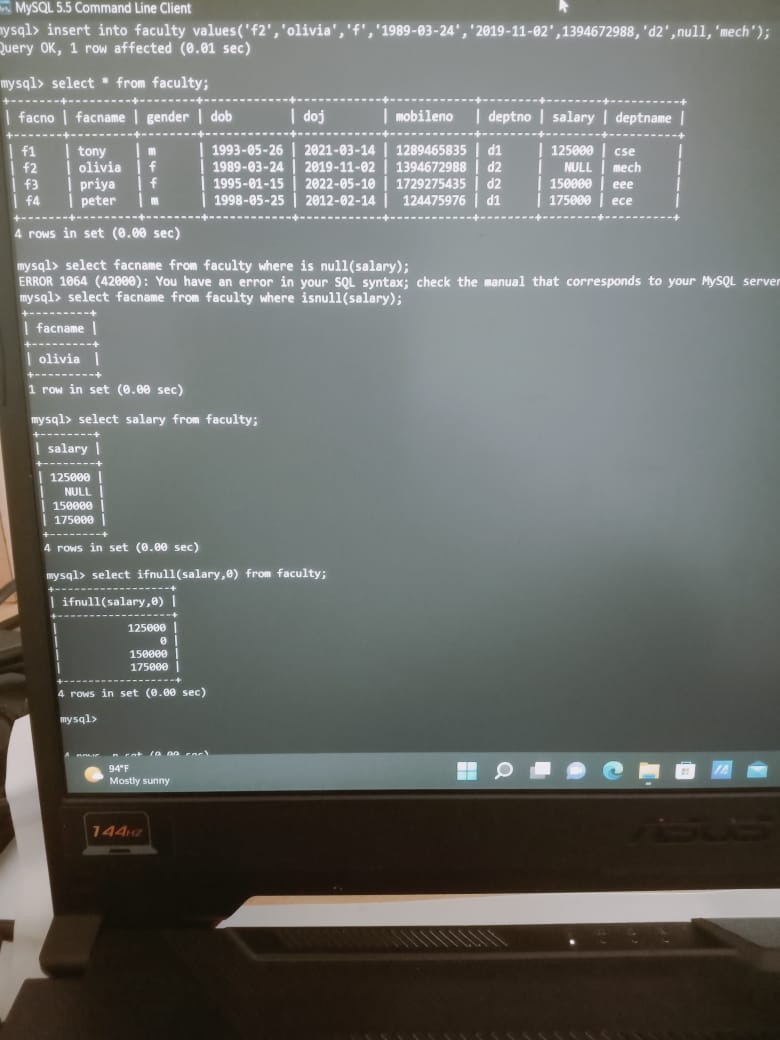 MySQL 5.5 Command Line Client
mysql> insert into faculty values('f2','olivia','f','1989-03-24','2019-11-02',1394672988,'d2',null,'mech');
Query OK, 1 row affected (0.01 sec)
mysql> select * from faculty;
+-------+---------+--------+------------+------------+------------+--------+--------+----------+
| facno | facname | gender | dob | doj | mobileno | deptno | salary | deptname |
+-------+---------+--------+------------+------------+------------+--------+--------+----------+
| f1 | tony | m | 1993-05-26 | 2021-03-14 | 1289465835 | d1 | 125000 | cse |
| f2 | olivia | f | 1989-03-24 | 2019-11-02 | 1394672988 | d2 | NULL | mech |
| f3 | priya | f | 1995-01-15 | 2022-05-10 | 1729275435 | d2 | 150000 | eee |
| f4 | peter | m | 1998-05-25 | 2012-02-14 | 124475976 | d1 | 175000 | ece |
+-------+---------+--------+------------+------------+------------+--------+--------+----------+
4 rows in set (0.00 sec)
mysql> select facname from faculty where is null(salary);
ERROR 1064 (42000): You have an error in your SQL syntax; check the manual that corresponds to your MySQL server
mysql> select facname from faculty where isnull(salary);
+---------+
| facname |
+---------+
| olivia |
+---------+
1 row in set (0.00 sec)
mysql> select salary from faculty;
+--------+
| salary |
+--------+
| 125000 |
| NULL |
| 150000 |
| 175000 |
+--------+
4 rows in set (0.00 sec)
mysql> select ifnull(salary,0) from faculty;
+------------------+
| ifnull(salary,0) |
+------------------+
| 125000 |
| 0 |
| 150000 |
| 175000 |
+------------------+
4 rows in set (0.00 sec)
mysql>
94°F
Mostly sunny
144Hz
ASUS